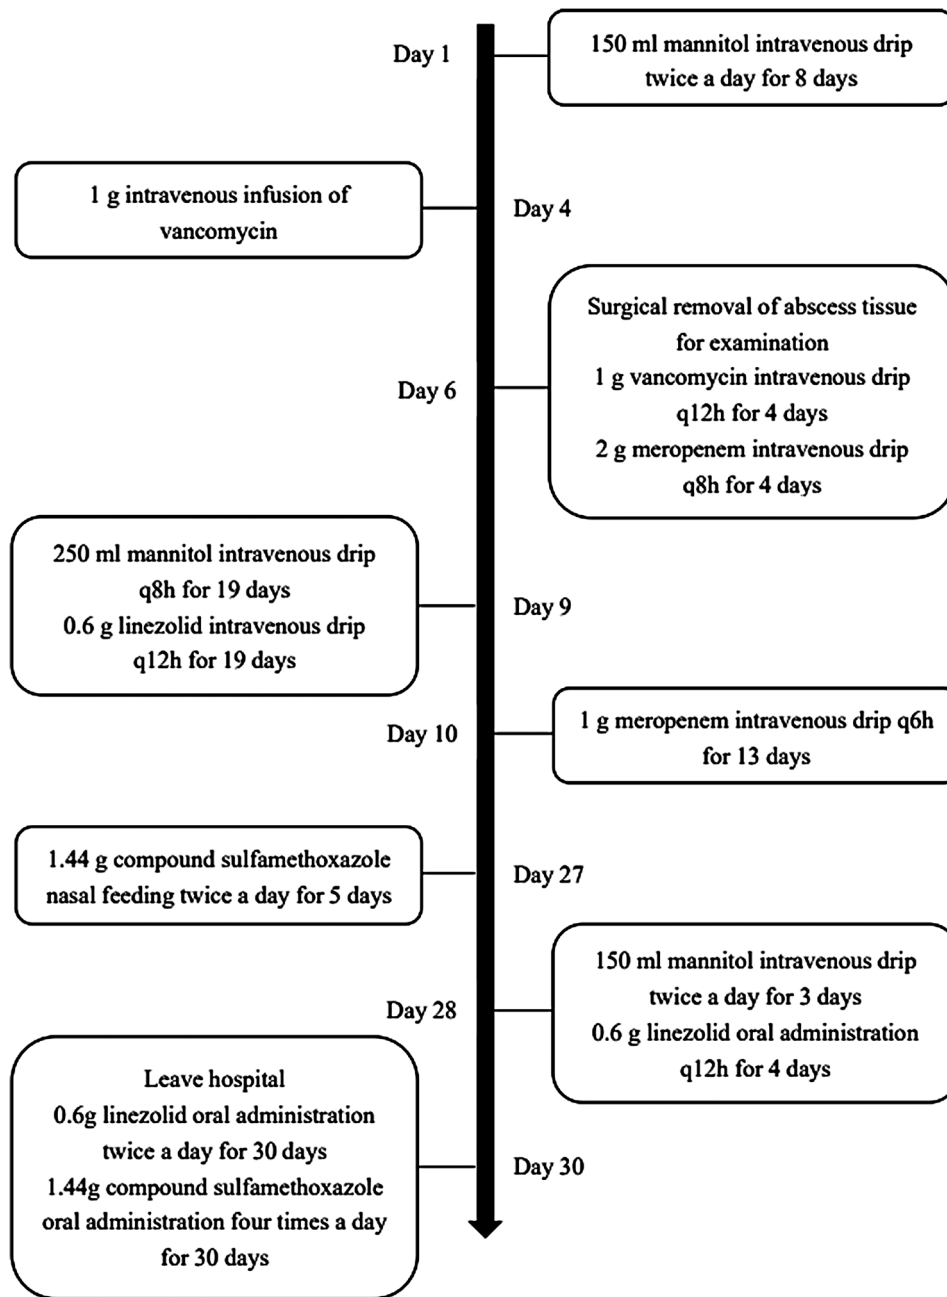 Day 1
150 ml mannitol intravenous drip
twice a day for 8 days
1 g intravenous infusion of
vancomycin
Day 4
Surgical removal of abscess tissue
for examination
1 g vancomycin intravenous drip
q12h for 4 days
2 g meropenem intravenous drip
q8h for 4 days
Day 6
250 ml mannitol intravenous drip
q8h for 19 days
0.6 g linezolid intravenous drip
q12h for 19 days
Day 9
Day 10
1 g meropenem intravenous drip q6h
for 13 days
1.44 g compound sulfamethoxazole
nasal feeding twice a day for 5 days
Day 27
150 ml mannitol intravenous drip
twice a day for 3 days
0.6 g linezolid oral administration
q12h for 4 days
Day 28
Leave hospital
0.6g linezolid oral administration
twice a day for 30 days
1.44g compound sulfamethoxazole
oral administration four times a day
for 30 days
Day 30